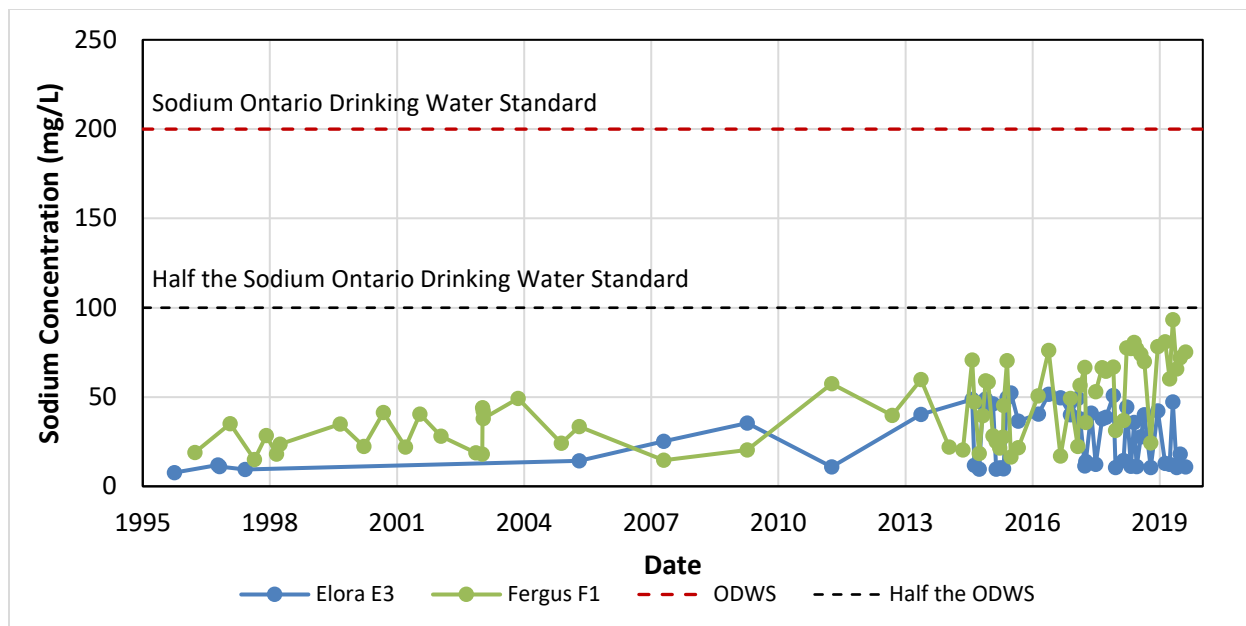 250
200
150
100
50
0
Sodium Concentration (mg/L)
Sodium Ontario Drinking Water Standard
Half the Sodium Ontario Drinking Water Standard
1995 1998 2001 2004 2007 2010 2013 2016 2019
Date
Elora E3 Fergus F1 ODWS Half the ODWS